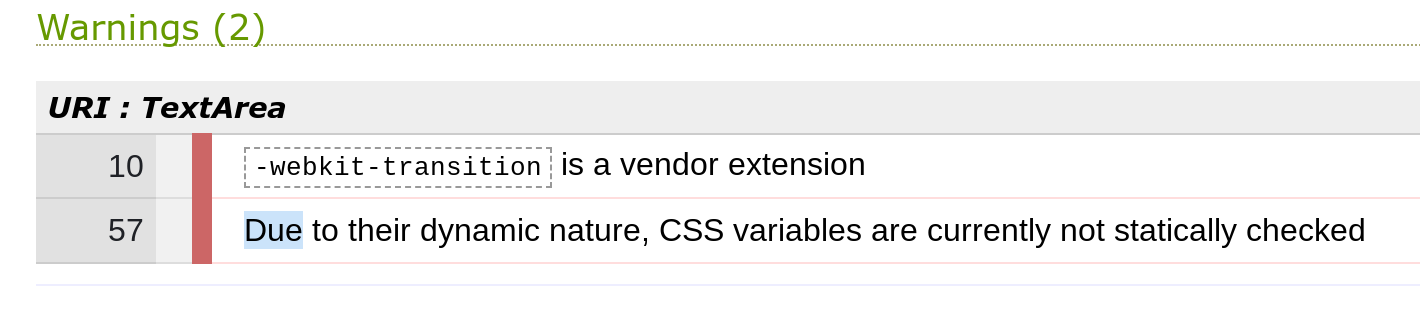 Warnings (2)
URI : TextArea
10 -webkit-transition is a vendor extension
57 Due to their dynamic nature, CSS variables are currently not statically checked